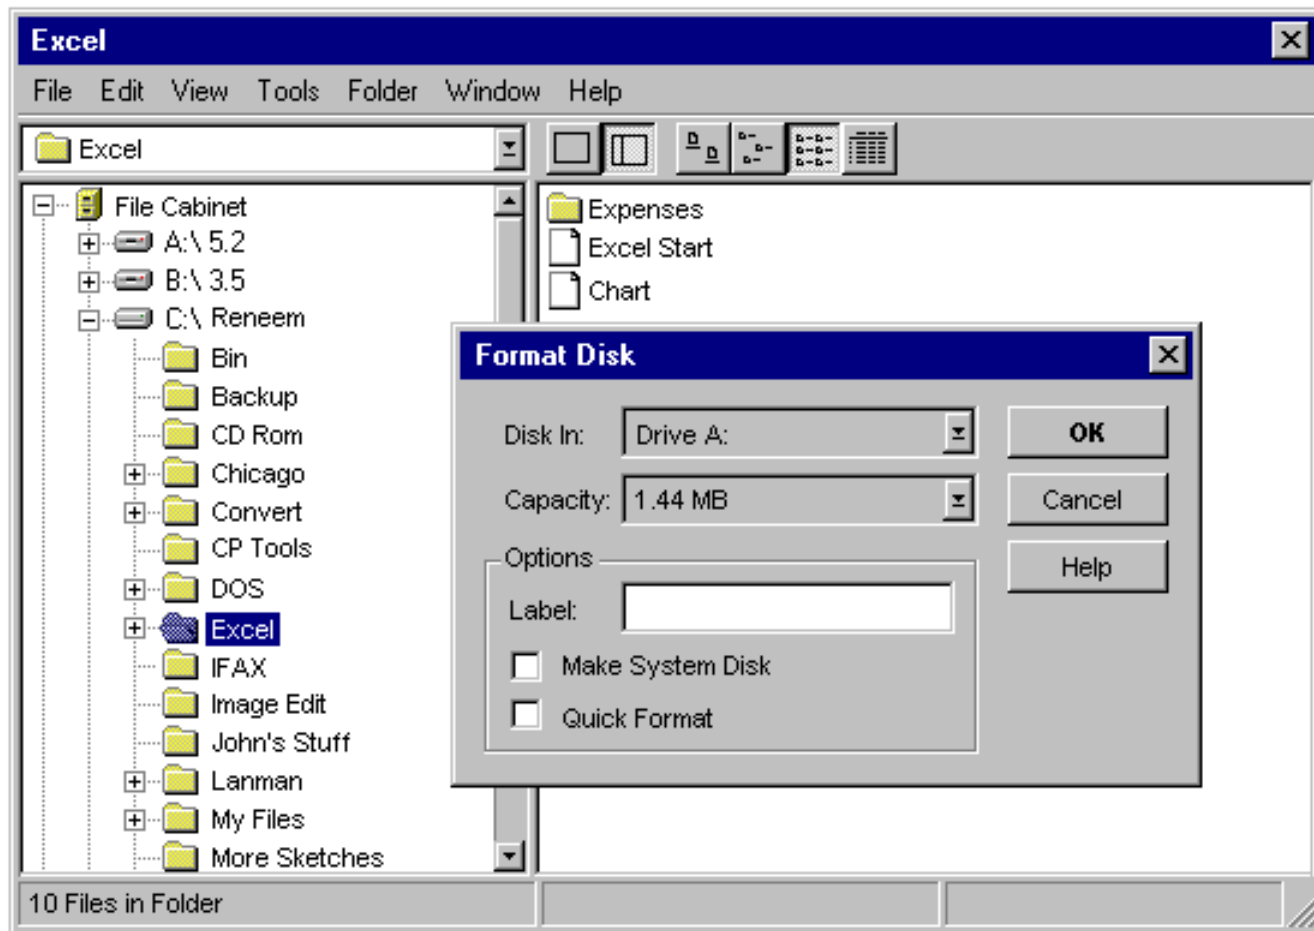 Excel
File Edit View Tools Folder Window Help
Excel
File Cabinet
A:\ 5.2
B:\ 3.5
C:\ Reneem
Bin
Backup
CD Rom
Chicago
Convert
CP Tools
DOS
Excel
IFAX
Image Edit
John's Stuff
Lanman
My Files
More Sketches
Expenses
Excel Start
Chart
Format Disk
Disk In: Drive A: OK
Capacity: 1.44 MB Cancel
Options Help
Label:
Make System Disk
Quick Format
10 Files in Folder